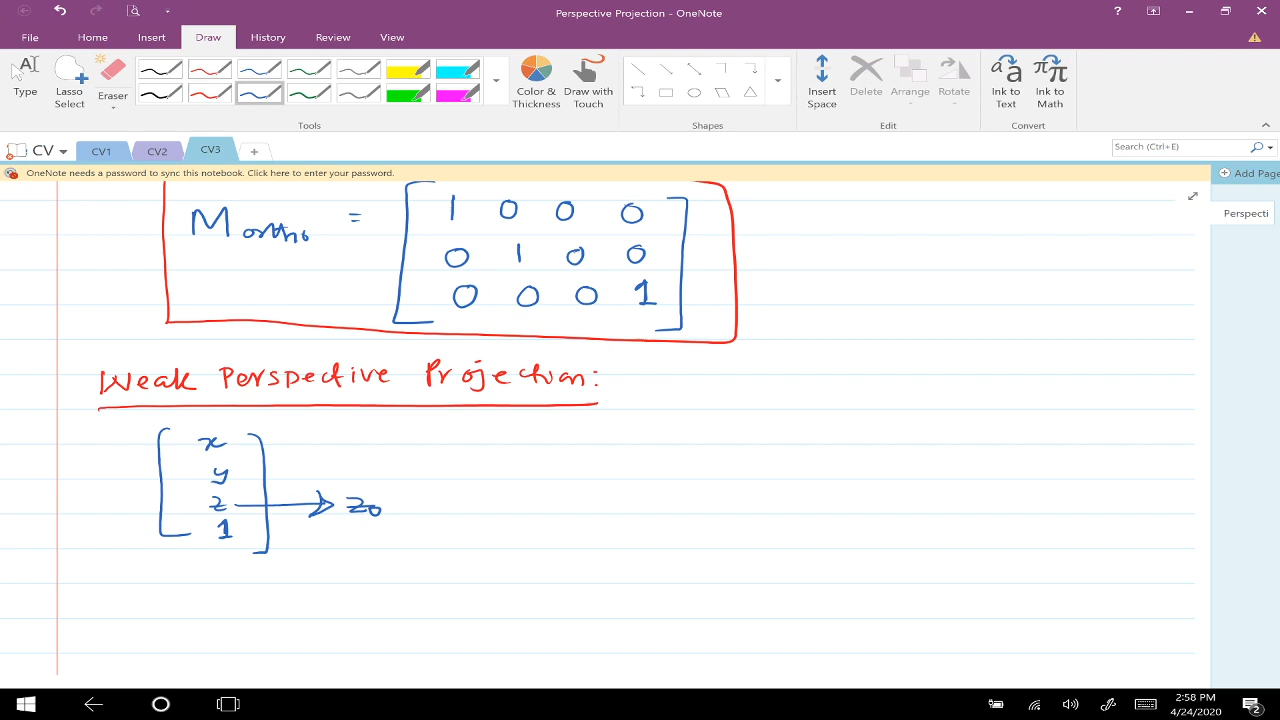 Perspective Projection - OneNote
File Home Insert Draw History Review View
Type Lasso Select Eraser Color & Thickness Draw with Touch Insert Space Delete Arrange Rotate Ink to Text Ink to Math
Tools Shapes Edit Convert
CV CV1 CV2 CV3 Search (Ctrl+E)
OneNote needs a password to sync this notebook. Click here to enter your password. Add Page
Perspecti
M ortho = [ 1 0 0 0
0 1 0 0
0 0 0 1 ]
Weak Perspective Projection:
[ x
y
z → z0
1 ]
2:58 PM
4/24/2020
2